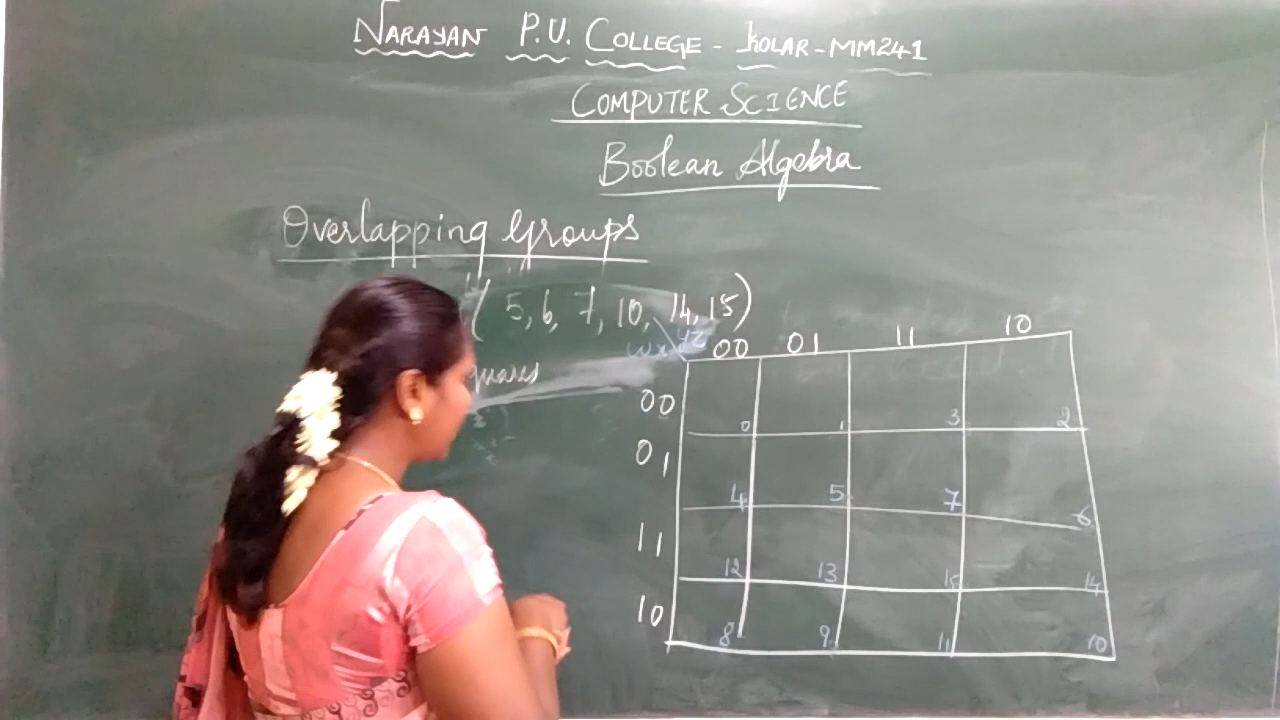 NARAYAN P.U. COLLEGE - KOLAR - MM241
COMPUTER SCIENCE
Boolean Algebra
Overlapping Groups
( 5, 6, 7, 10, 14, 15)
wx yz
00 01 11 10
00
0 1 3 2
01
4 5 7 6
11
12 13 15 14
10
8 9 11 10